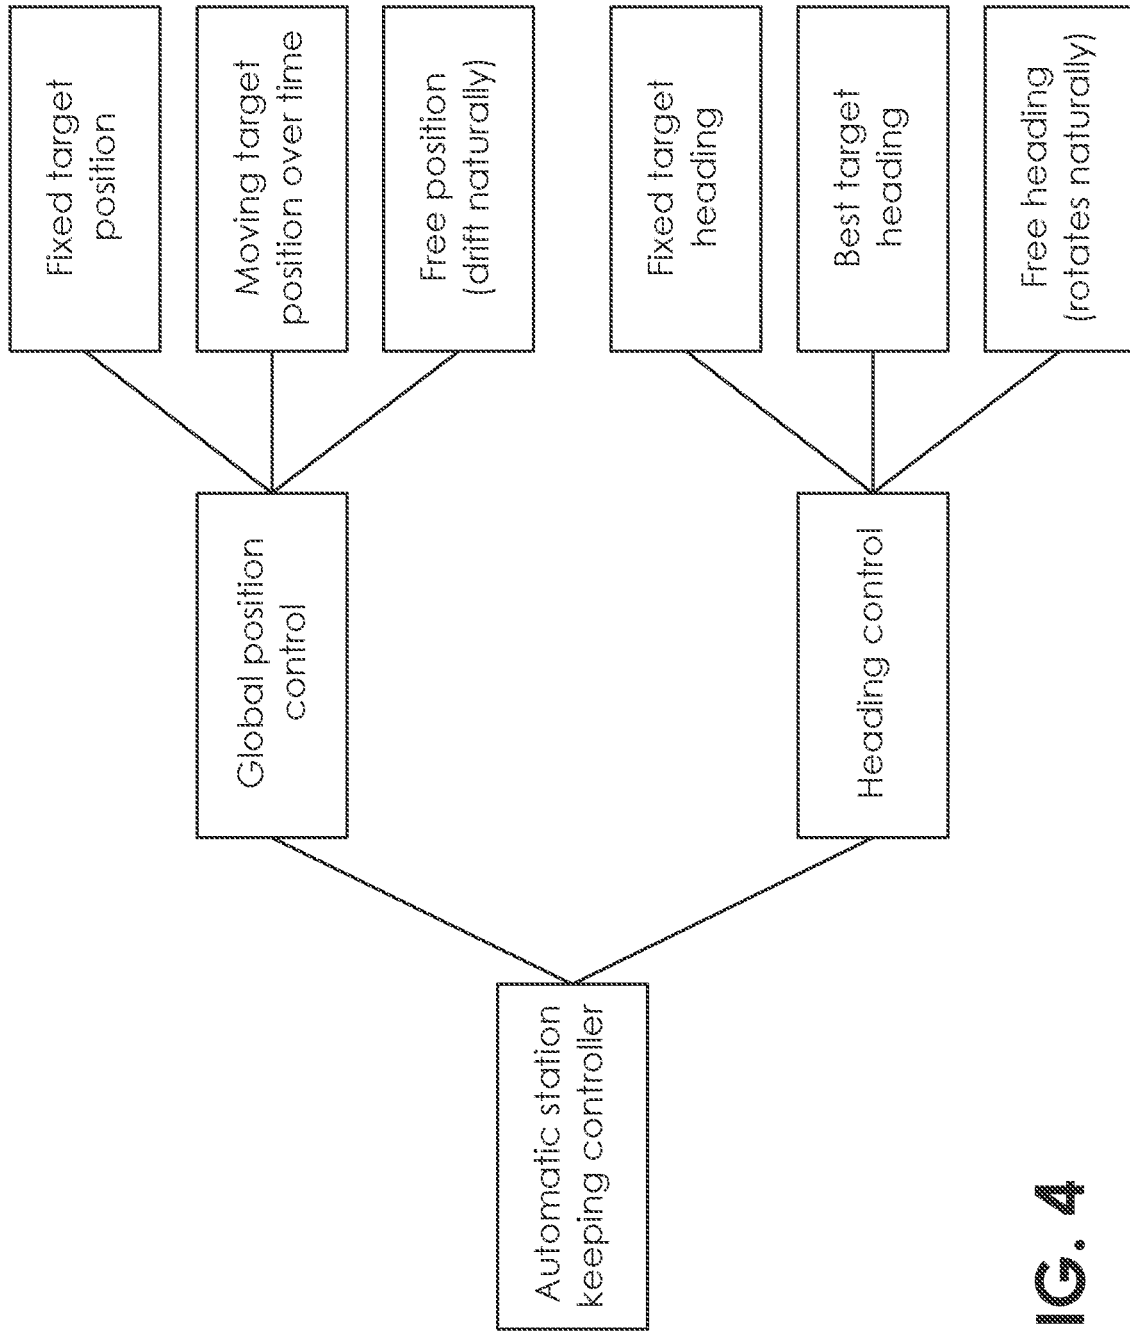 Automatic station
keeping controller
Global position
control
Heading control
Fixed target
position
Moving target
position over time
Free position
(drift naturally)
Fixed target
heading
Best target
heading
Free heading
(rotates naturally)
IG. 4